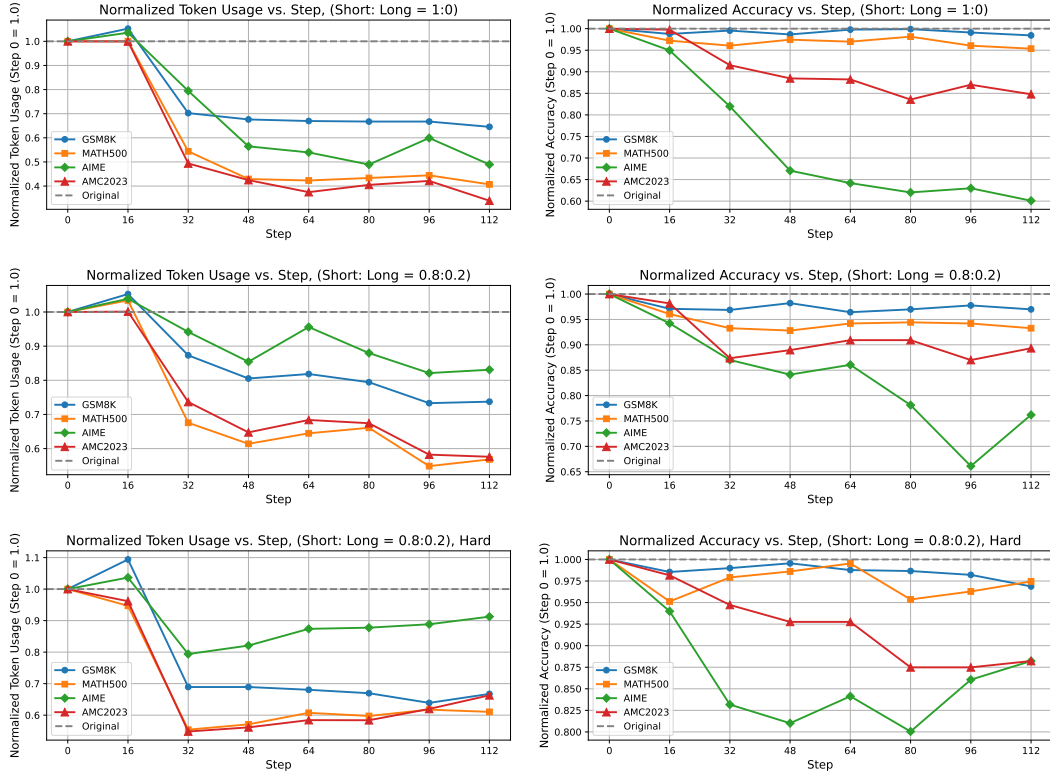 Normalized Token Usage vs. Step, (Short: Long = 1:0)
Normalized Token Usage (Step 0 = 1.0)
1.0
0.9
0.8
0.7
0.6
0.5
0.4
GSM8K
MATH500
AIME
AMC2023
Original
0 16 32 48 64 80 96 112
Step
Normalized Accuracy vs. Step, (Short: Long = 1:0)
Normalized Accuracy (Step 0 = 1.0)
1.00
0.95
0.90
0.85
0.80
0.75
0.70
0.65
0.60
GSM8K
MATH500
AIME
AMC2023
Original
0 16 32 48 64 80 96 112
Step
Normalized Token Usage vs. Step, (Short: Long = 0.8:0.2)
Normalized Token Usage (Step 0 = 1.0)
1.0
0.9
0.8
0.7
0.6
GSM8K
MATH500
AIME
AMC2023
Original
0 16 32 48 64 80 96 112
Step
Normalized Accuracy vs. Step, (Short: Long = 0.8:0.2)
Normalized Accuracy (Step 0 = 1.0)
1.00
0.95
0.90
0.85
0.80
0.75
0.70
0.65
GSM8K
MATH500
AIME
AMC2023
Original
0 16 32 48 64 80 96 112
Step
Normalized Token Usage vs. Step, (Short: Long = 0.8:0.2), Hard
Normalized Token Usage (Step 0 = 1.0)
1.1
1.0
0.9
0.8
0.7
0.6
GSM8K
MATH500
AIME
AMC2023
Original
0 16 32 48 64 80 96 112
Step
Normalized Accuracy vs. Step, (Short: Long = 0.8:0.2), Hard
Normalized Accuracy (Step 0 = 1.0)
1.000
0.975
0.950
0.925
0.900
0.875
0.850
0.825
0.800
GSM8K
MATH500
AIME
AMC2023
Original
0 16 32 48 64 80 96 112
Step